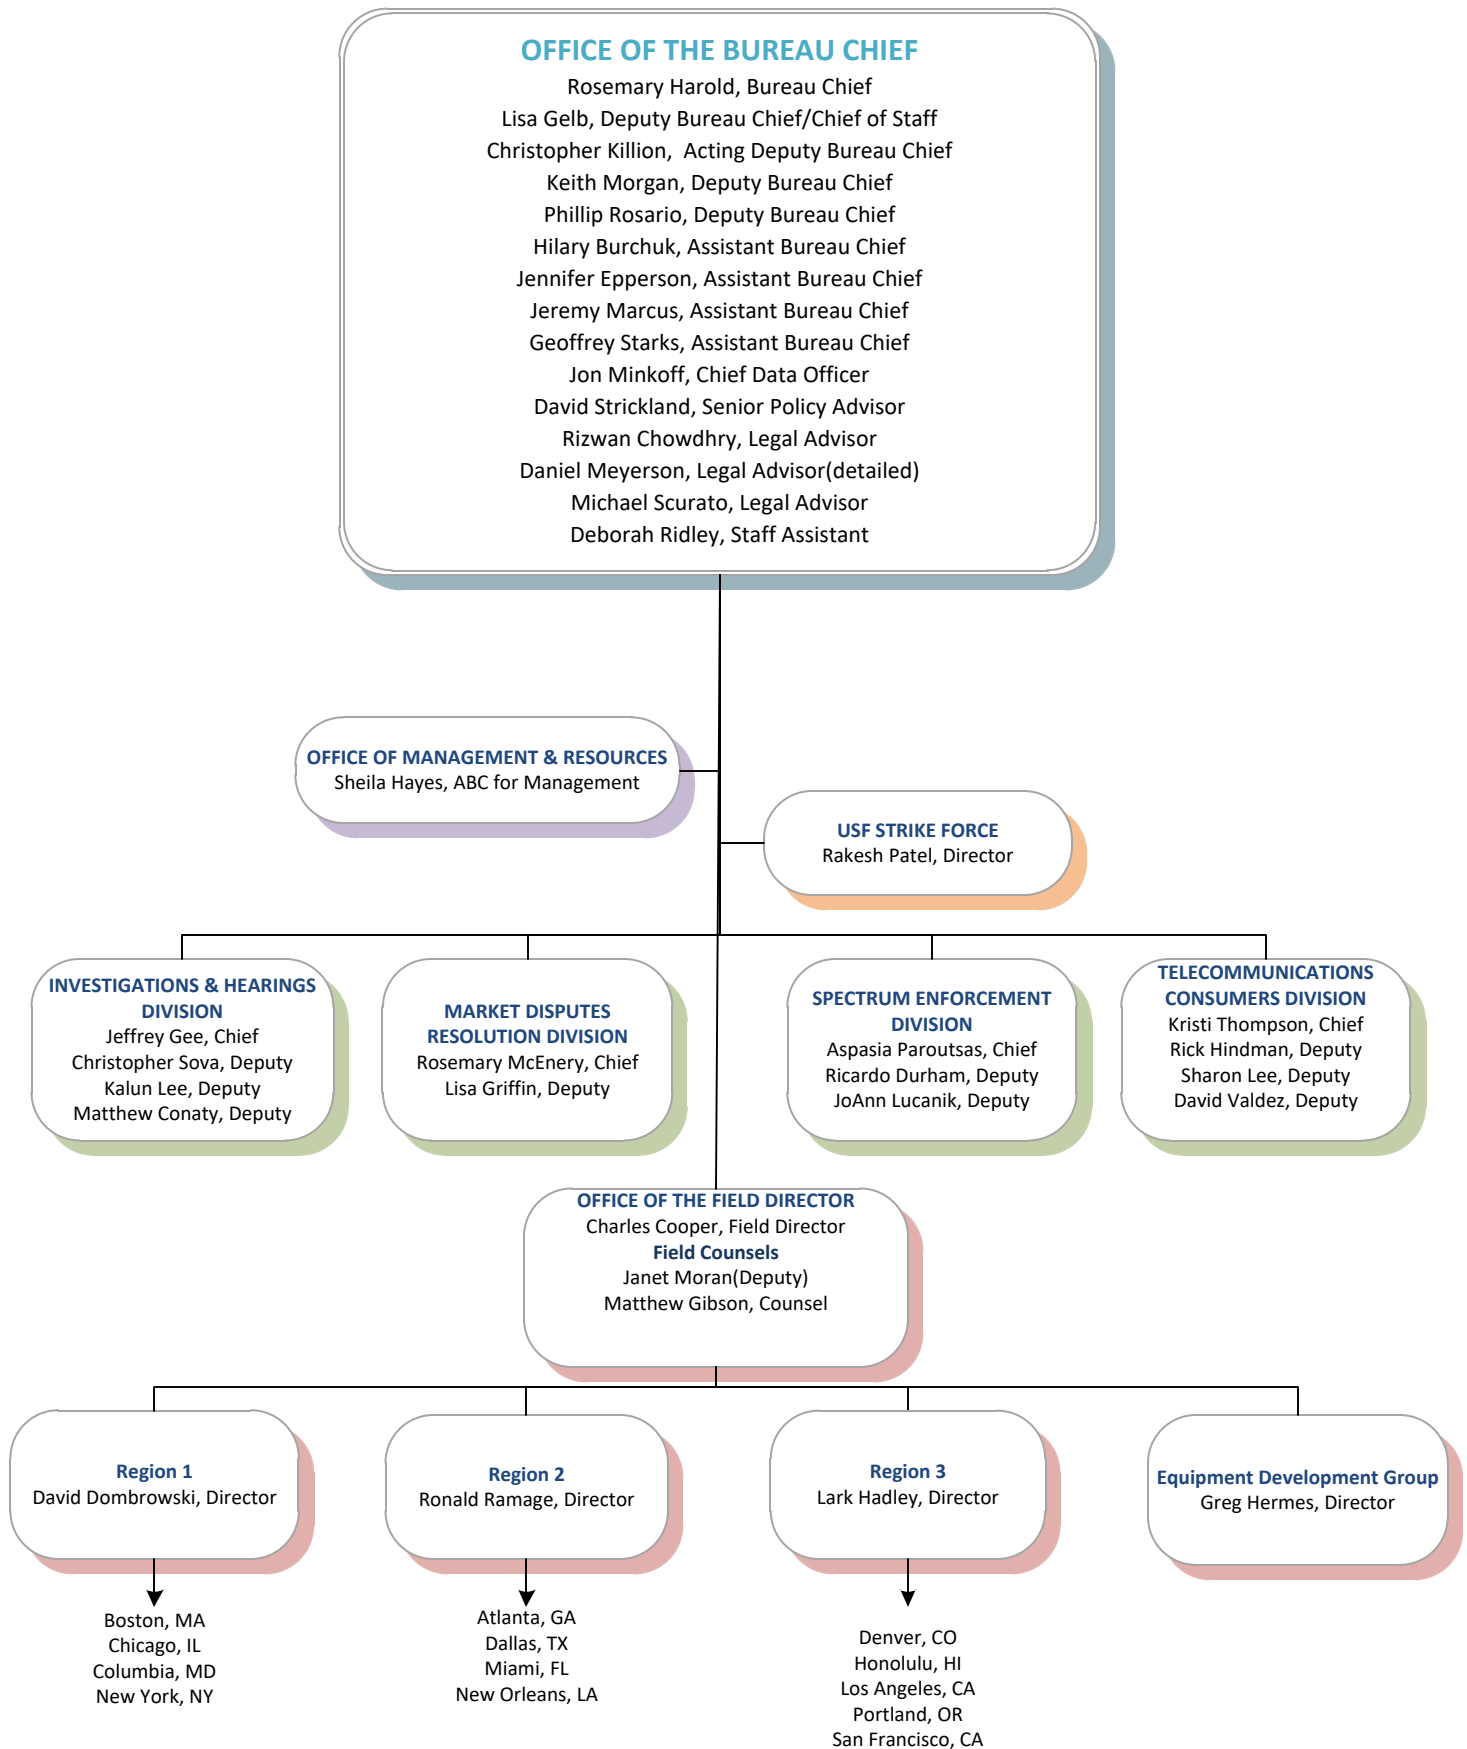 OFFICE OF THE BUREAU CHIEF
Rosemary Harold, Bureau Chief
Lisa Gelb, Deputy Bureau Chief/Chief of Staff
Christopher Killion,  Acting Deputy Bureau Chief
Keith Morgan, Deputy Bureau Chief
Phillip Rosario, Deputy Bureau Chief
Hilary Burchuk, Assistant Bureau Chief
Jennifer Epperson, Assistant Bureau Chief
Jeremy Marcus, Assistant Bureau Chief
Geoffrey Starks, Assistant Bureau Chief
Jon Minkoff, Chief Data Officer
David Strickland, Senior Policy Advisor
Rizwan Chowdhry, Legal Advisor
Daniel Meyerson, Legal Advisor(detailed)
Michael Scurato, Legal Advisor
Deborah Ridley, Staff Assistant
OFFICE OF MANAGEMENT & RESOURCES
Sheila Hayes, ABC for Management
USF STRIKE FORCE
Rakesh Patel, Director
INVESTIGATIONS & HEARINGS
DIVISION
Jeffrey Gee, Chief
Christopher Sova, Deputy
Kalun Lee, Deputy
Matthew Conaty, Deputy
MARKET DISPUTES
RESOLUTION DIVISION
Rosemary McEnery, Chief
Lisa Griffin, Deputy
SPECTRUM ENFORCEMENT
DIVISION
Aspasia Paroutsas, Chief
Ricardo Durham, Deputy
JoAnn Lucanik, Deputy
TELECOMMUNICATIONS
CONSUMERS DIVISION
Kristi Thompson, Chief
Rick Hindman, Deputy
Sharon Lee, Deputy
David Valdez, Deputy
OFFICE OF THE FIELD DIRECTOR
Charles Cooper, Field Director
Field Counsels
Janet Moran(Deputy)
Matthew Gibson, Counsel
Region 1
David Dombrowski, Director
Region 2
Ronald Ramage, Director
Region 3
Lark Hadley, Director
Equipment Development Group
Greg Hermes, Director
Boston, MA
Chicago, IL
Columbia, MD
New York, NY
Atlanta, GA
Dallas, TX
Miami, FL
New Orleans, LA
Denver, CO
Honolulu, HI
Los Angeles, CA
Portland, OR
San Francisco, CA